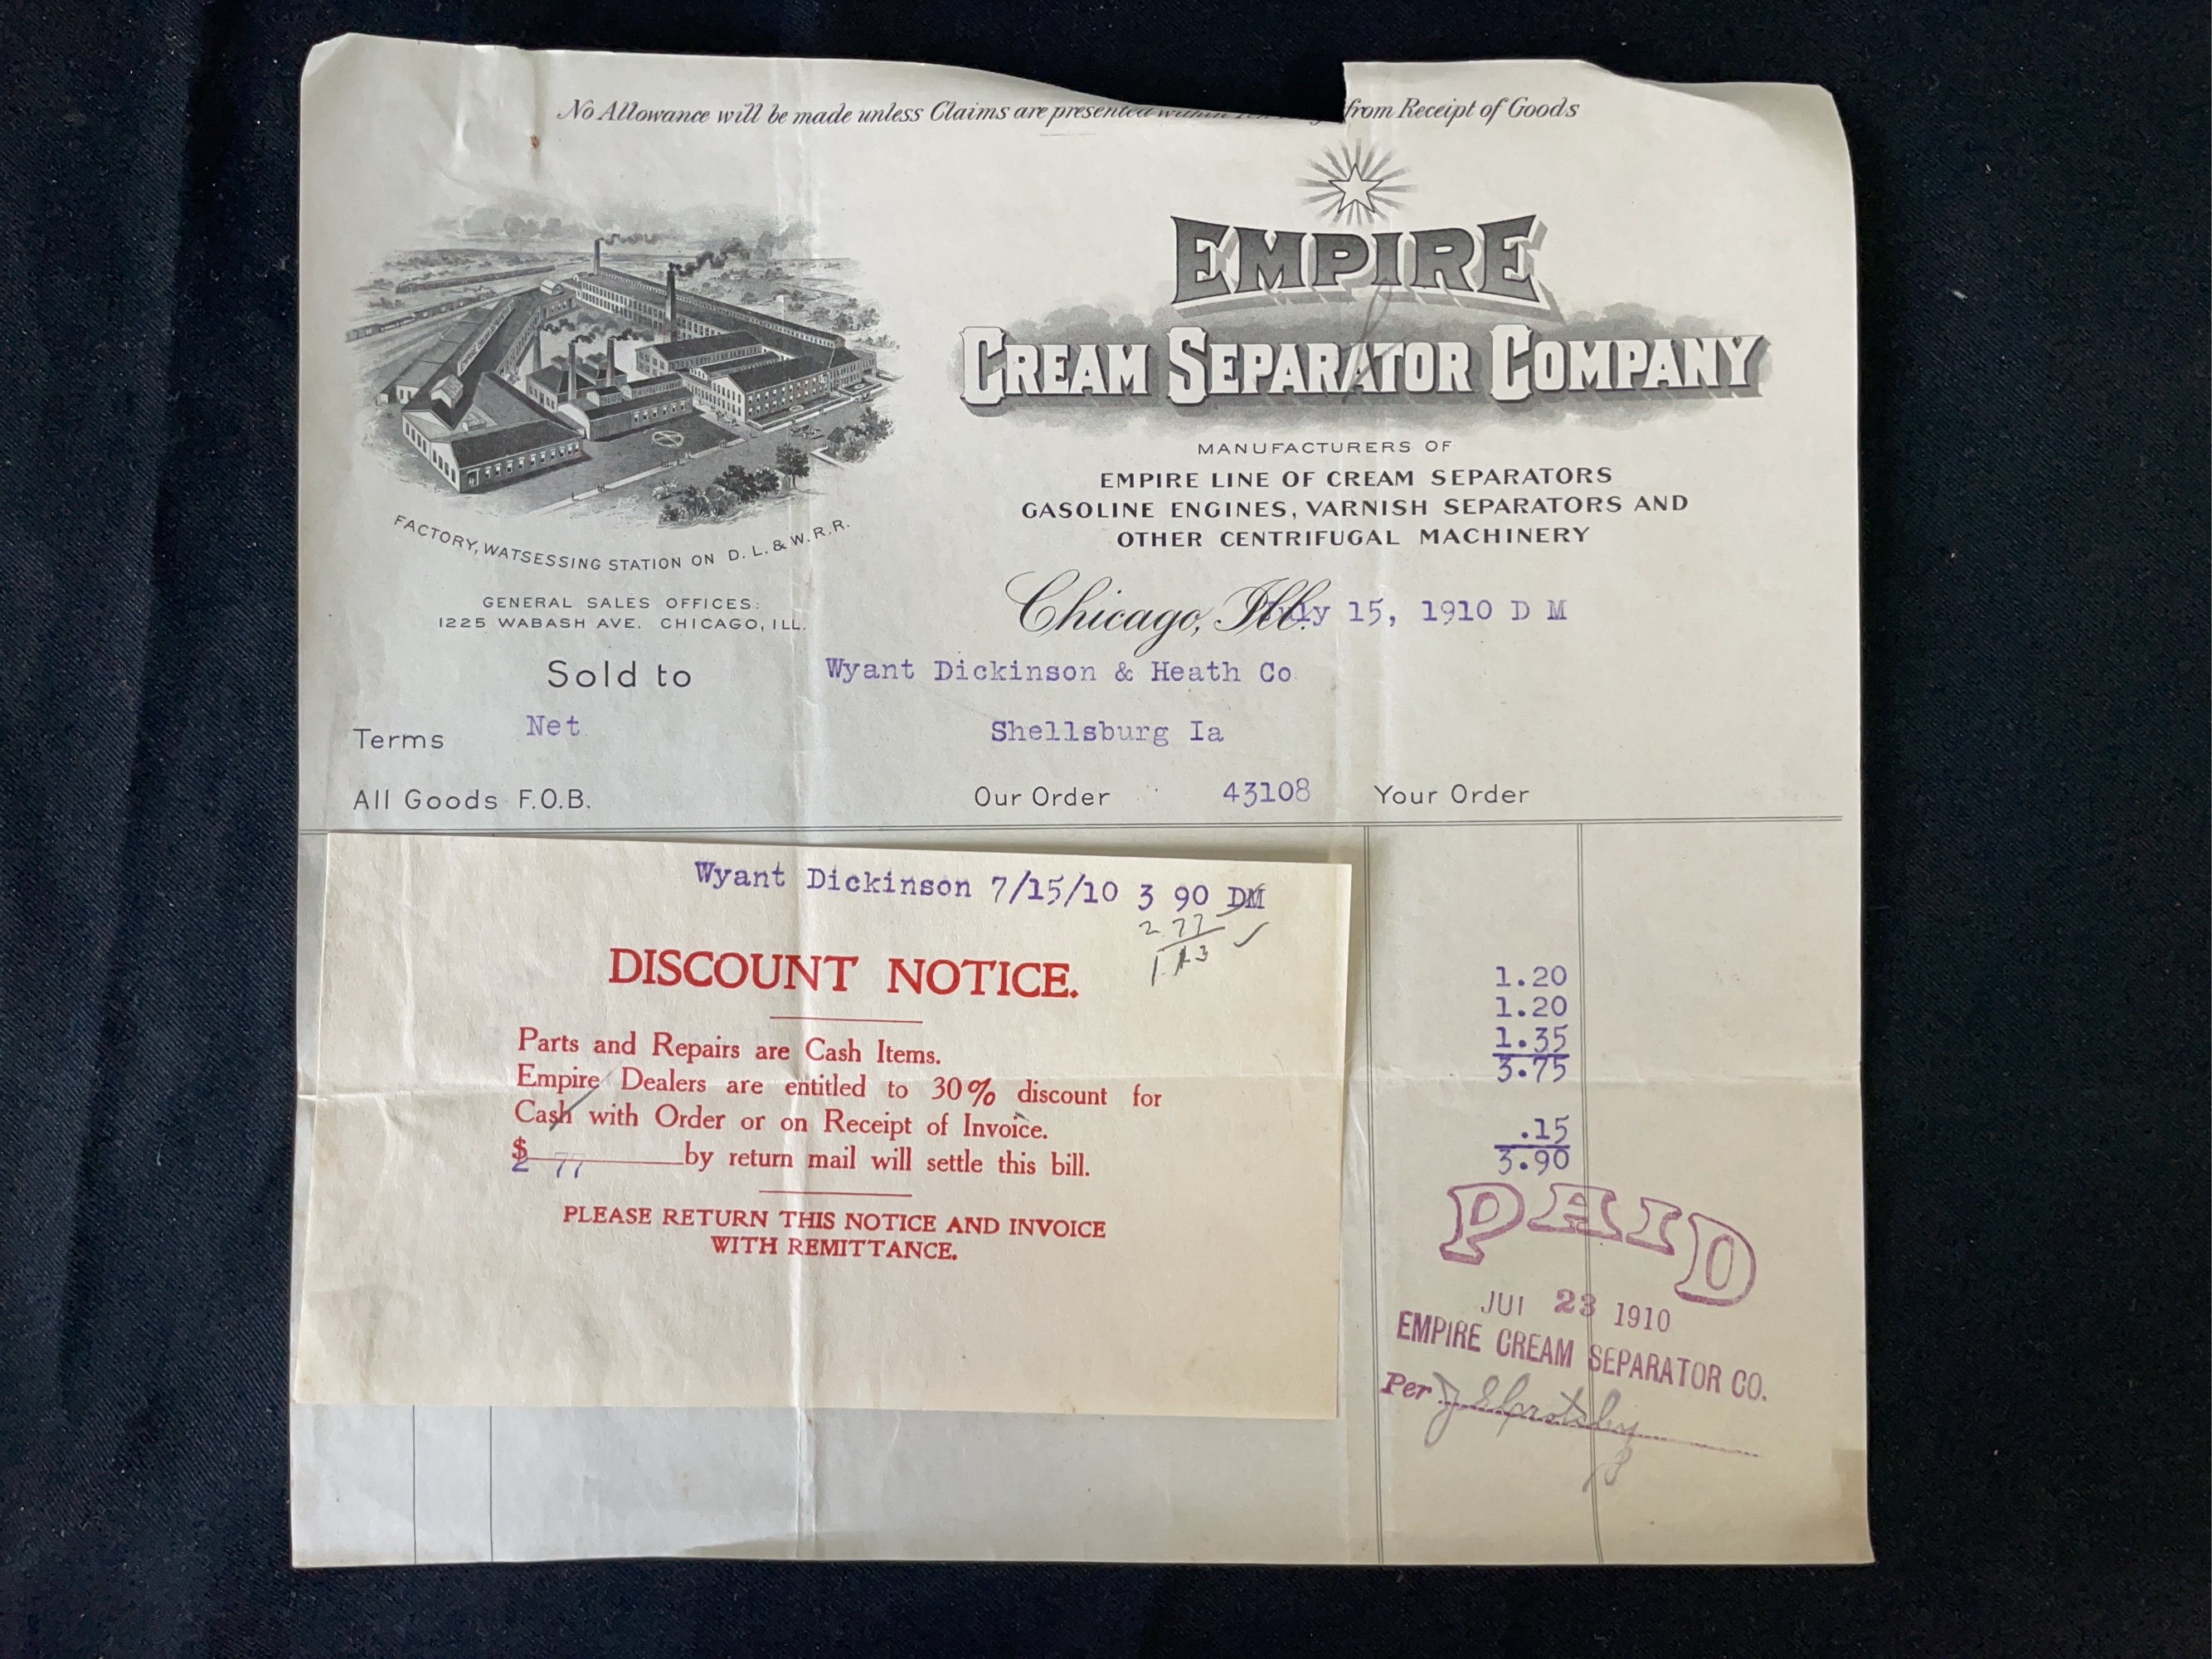 No Allowance will be made unless Claims are presented within from Receipt of Goods
EMPIRE
CREAM SEPARATOR COMPANY
MANUFACTURERS OF
EMPIRE LINE OF CREAM SEPARATORS
GASOLINE ENGINES, VARNISH SEPARATORS AND
OTHER CENTRIFUGAL MACHINERY
FACTORY, WATSESSING STATION ON D. L. & W. R. R.
GENERAL SALES OFFICES:
1225 WABASH AVE. CHICAGO, ILL.
Chicago, Ill. July 15, 1910 D M
Sold to Wyant Dickinson & Heath Co
Terms Net Shellsburg Ia
All Goods F.O.B. Our Order 43108 Your Order
Wyant Dickinson 7/15/10 3 90 DM
2 77
1.13
DISCOUNT NOTICE.
Parts and Repairs are Cash Items.
Empire Dealers are entitled to 30% discount for
Cash with Order or on Receipt of Invoice.
$ 2 77 by return mail will settle this bill.
PLEASE RETURN THIS NOTICE AND INVOICE
WITH REMITTANCE.
1.20
1.20
1.35
3.75
.15
3.90
PAID
JUL 23 1910
EMPIRE CREAM SEPARATOR CO.
Per